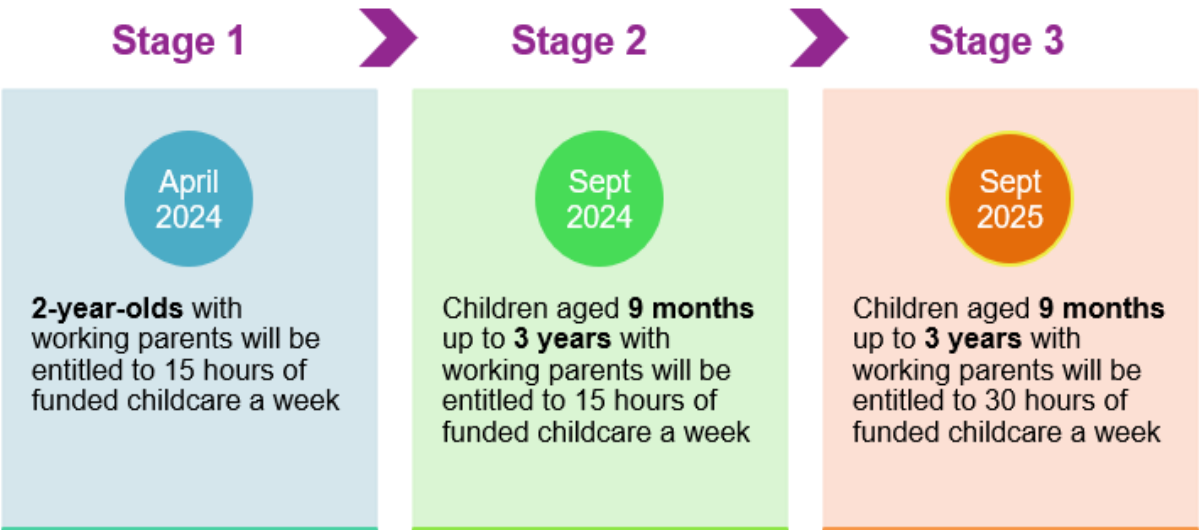 Stage 1
Stage 2
Stage 3
April
2024
2-year-olds with
working parents will be
entitled to 15 hours of
funded childcare a week
Sept
2024
Children aged 9 months
up to 3 years with
working parents will be
entitled to 15 hours of
funded childcare a week
Sept
2025
Children aged 9 months
up to 3 years with
working parents will be
entitled to 30 hours of
funded childcare a week